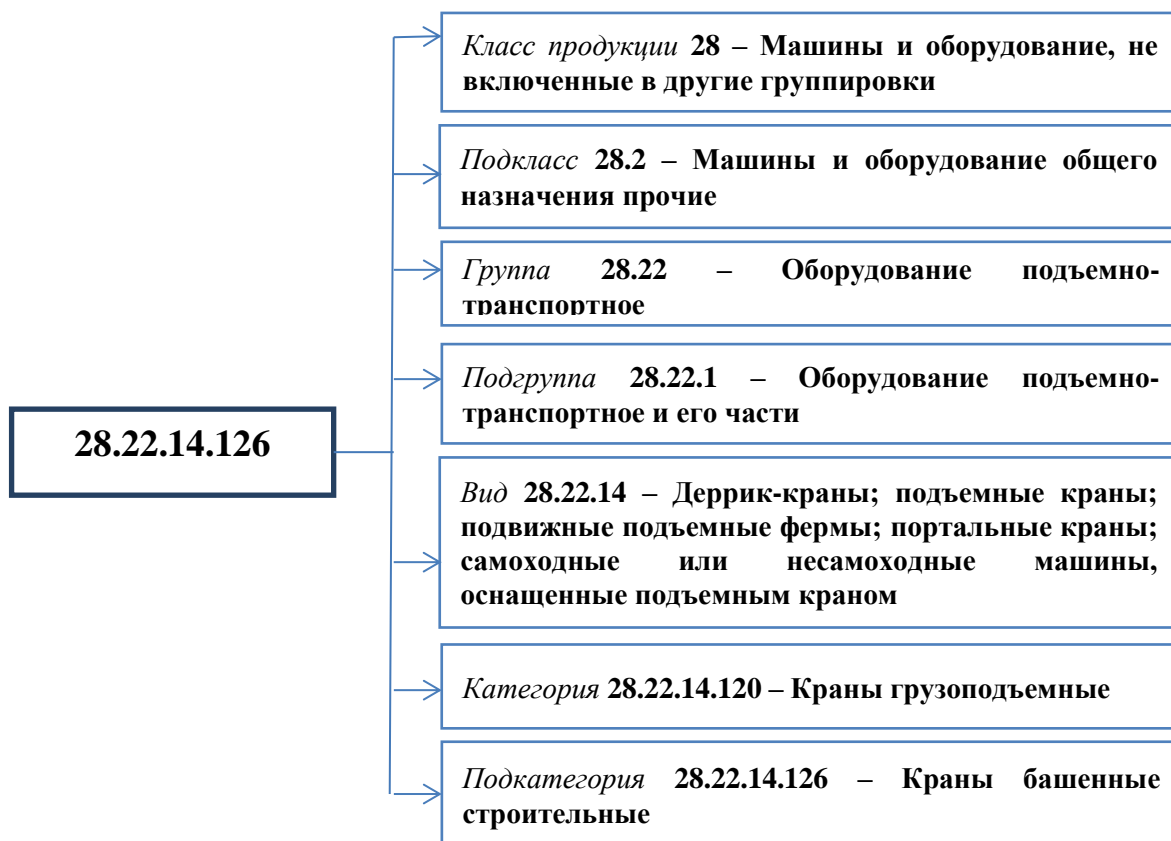 Класс продукции 28 – Машины и оборудование, не
включенные в другие группировки
Подкласс 28.2 – Машины и оборудование общего
назначения прочие
Группа 28.22 – Оборудование подъемно-
транспортное
Подгруппа 28.22.1 – Оборудование подъемно-
транспортное и его части
28.22.14.126
Вид 28.22.14 – Деррик-краны; подъемные краны;
подвижные подъемные фермы; портальные краны;
самоходные или несамоходные машины,
оснащенные подъемным краном
Категория 28.22.14.120 – Краны грузоподъемные
Подкатегория 28.22.14.126 – Краны башенные
строительные